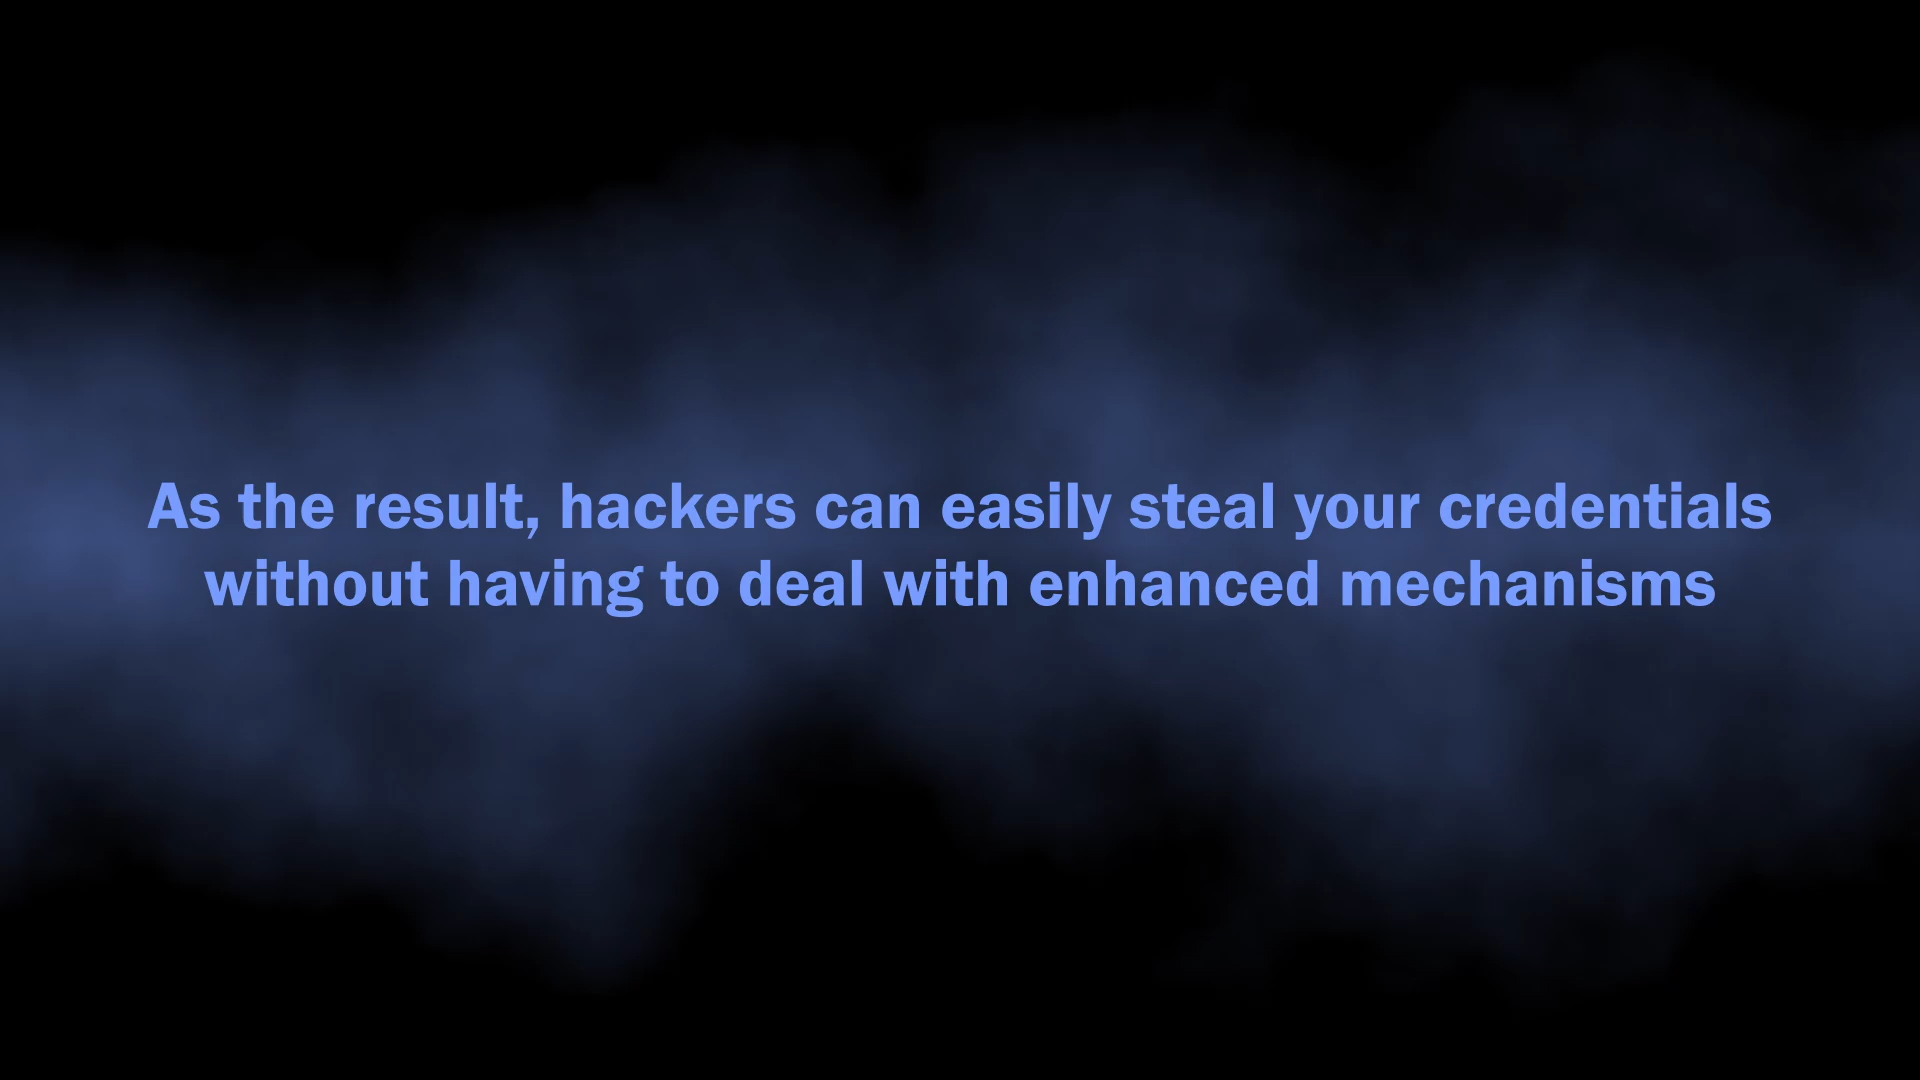 As the result, hackers can easily steal your credentials
without having to deal with enhanced mechanisms